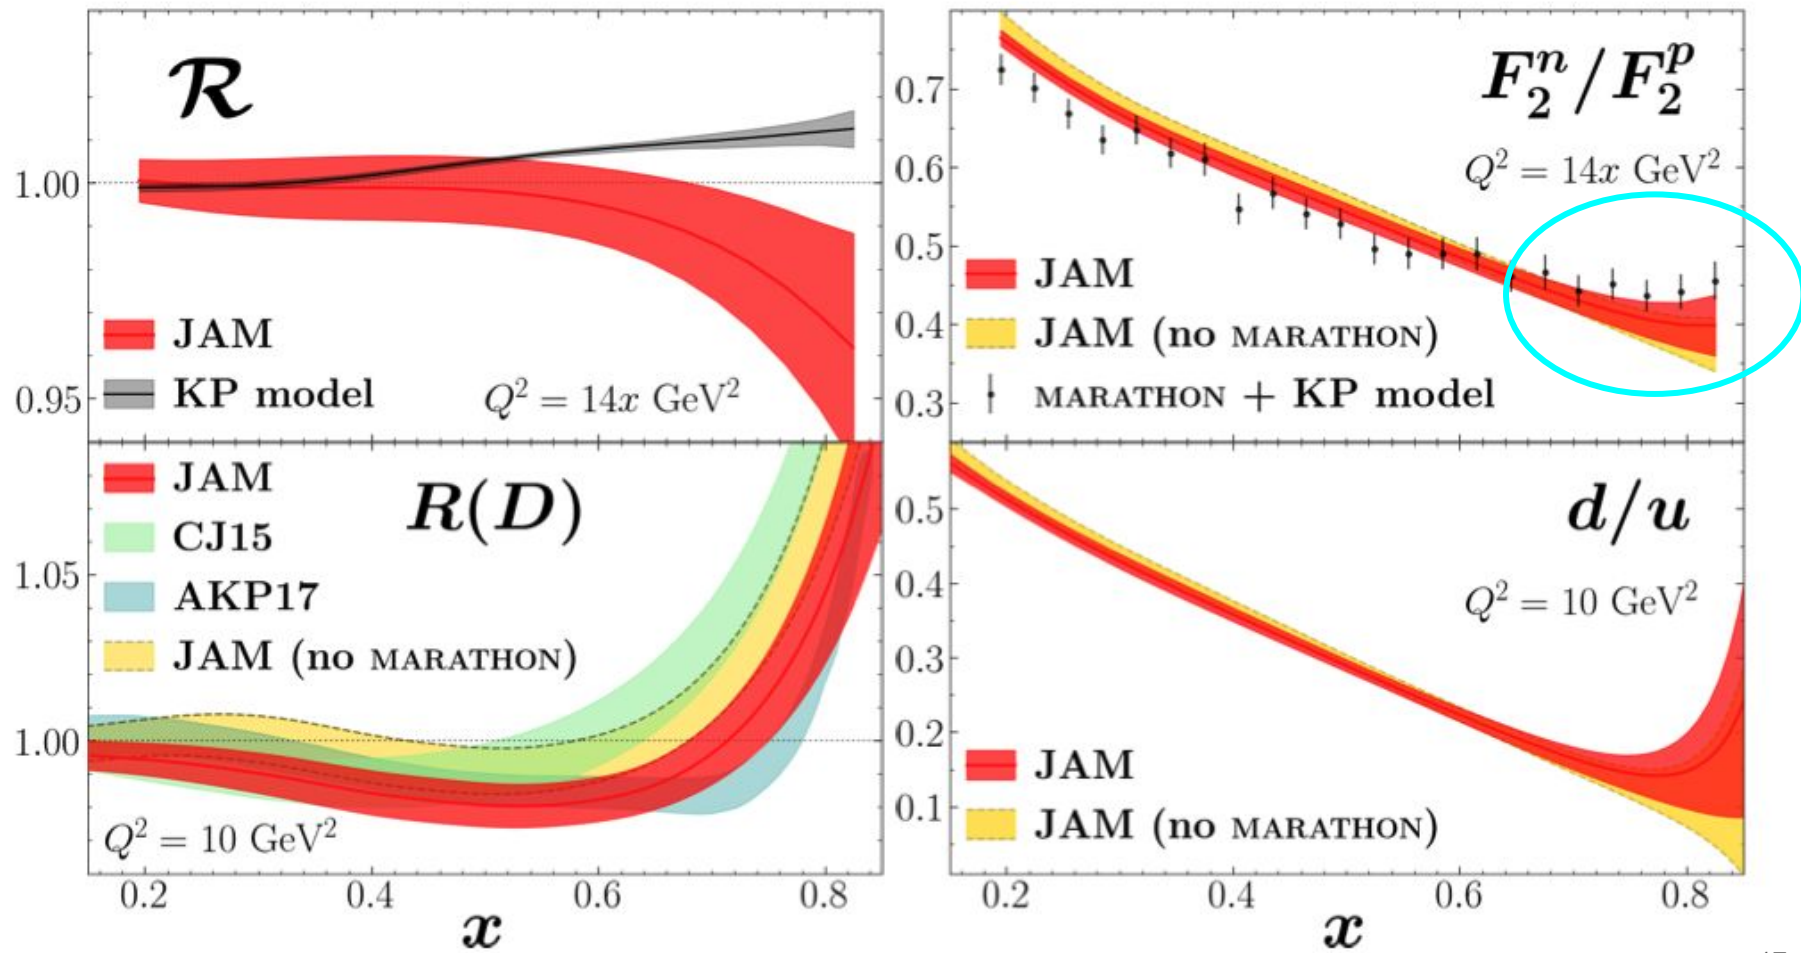 R
1.00
0.95
JAM
KP model
Q² = 14x GeV²
F₂ⁿ/F₂ᵖ
Q² = 14x GeV²
0.7
0.6
0.5
0.4
0.3
JAM
JAM (no MARATHON)
MARATHON + KP model
JAM
CJ15
AKP17
JAM (no MARATHON)
R(D)
1.05
1.00
Q² = 10 GeV²
0.2 0.4 0.6 0.8
x
d/u
Q² = 10 GeV²
0.5
0.4
0.3
0.2
0.1
JAM
JAM (no MARATHON)
0.2 0.4 0.6 0.8
x